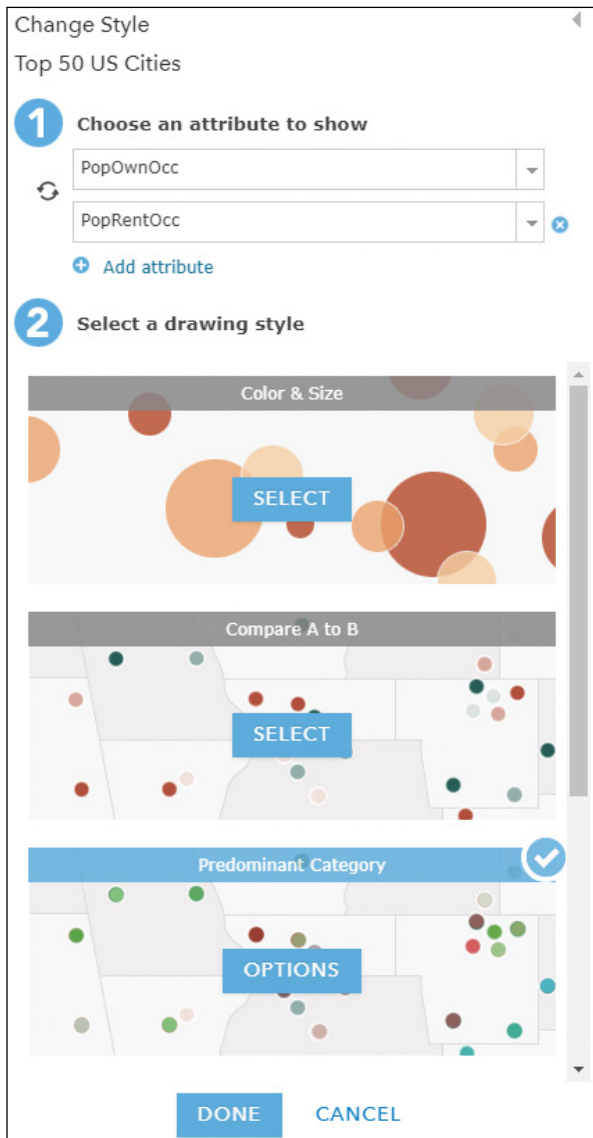 Change Style
Top 50 US Cities
1 Choose an attribute to show
PopOwnOcc
PopRentOcc
Add attribute
2 Select a drawing style
Color & Size
SELECT
Compare A to B
SELECT
Predominant Category
OPTIONS
DONE CANCEL